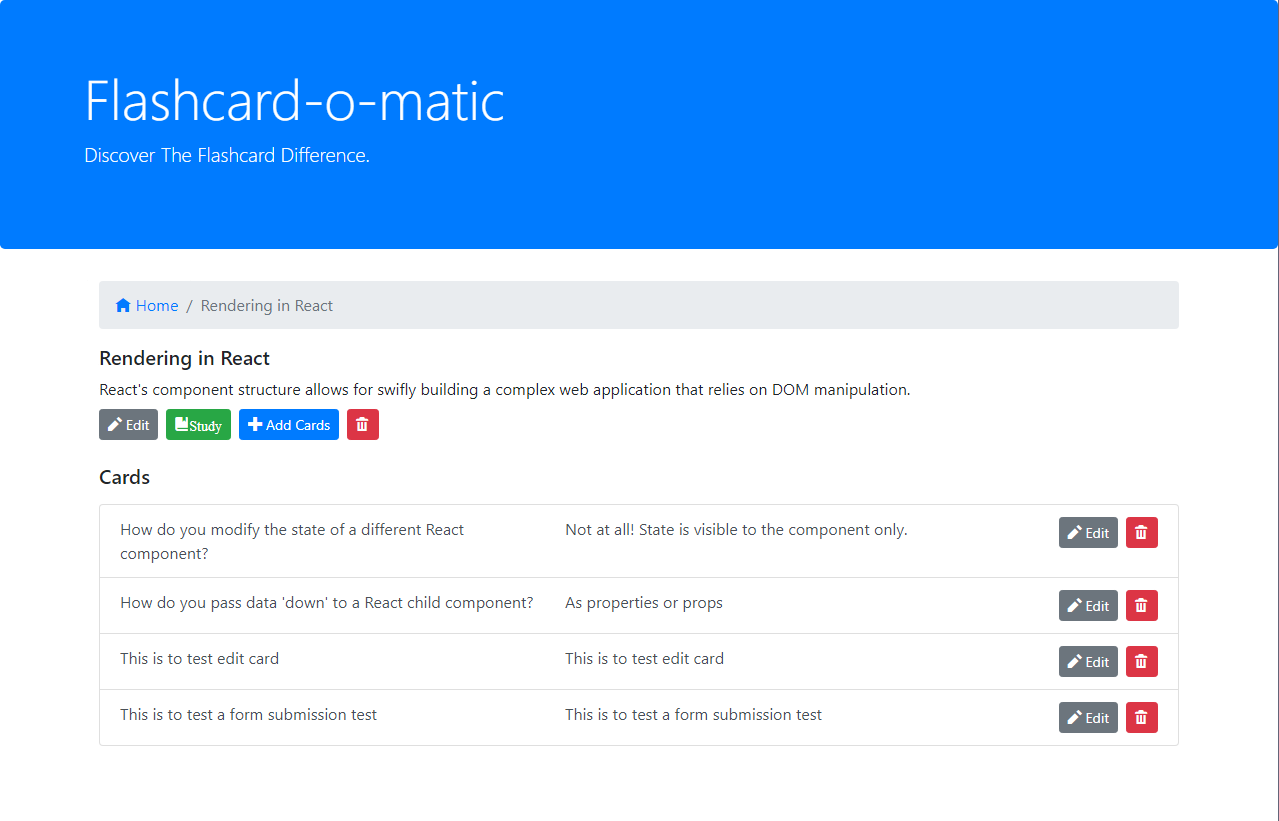 Flashcard-o-matic
Discover The Flashcard Difference.
Home / Rendering in React
Rendering in React
React's component structure allows for swifly building a complex web application that relies on DOM manipulation.
Edit Study Add Cards
Cards
How do you modify the state of a different React Not at all! State is visible to the component only. Edit
component?
How do you pass data 'down' to a React child component? As properties or props Edit
This is to test edit card This is to test edit card Edit
This is to test a form submission test This is to test a form submission test Edit